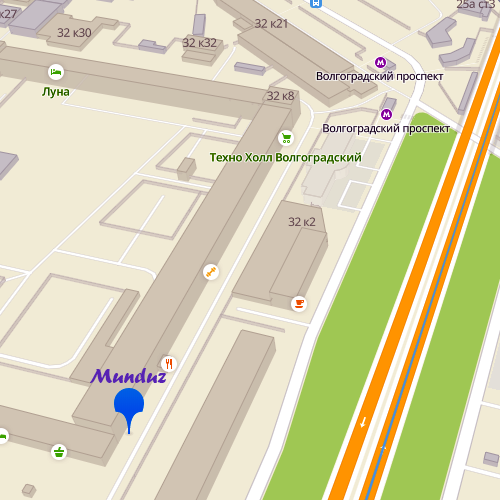 25а ст3
к27
32 к30
32 к32
32 к21
Волгоградский проспект
Луна
32 к8
Волгоградский проспект
Техно Холл Волгоградский
32 к2
Munduz